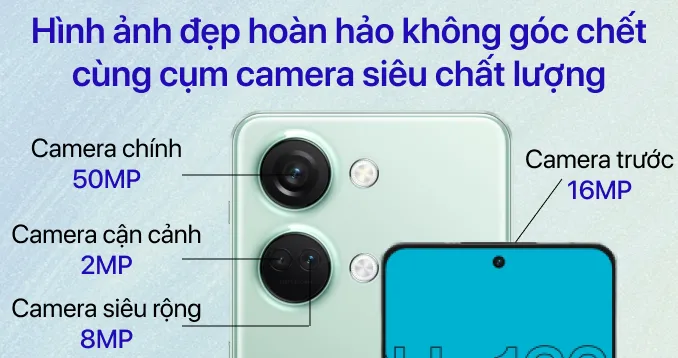 Hình ảnh đẹp hoàn hảo không góc chết
cùng cụm camera siêu chất lượng
Camera chính
50MP
Camera trước
16MP
Camera cận cảnh
2MP
Camera siêu rộng
8MP